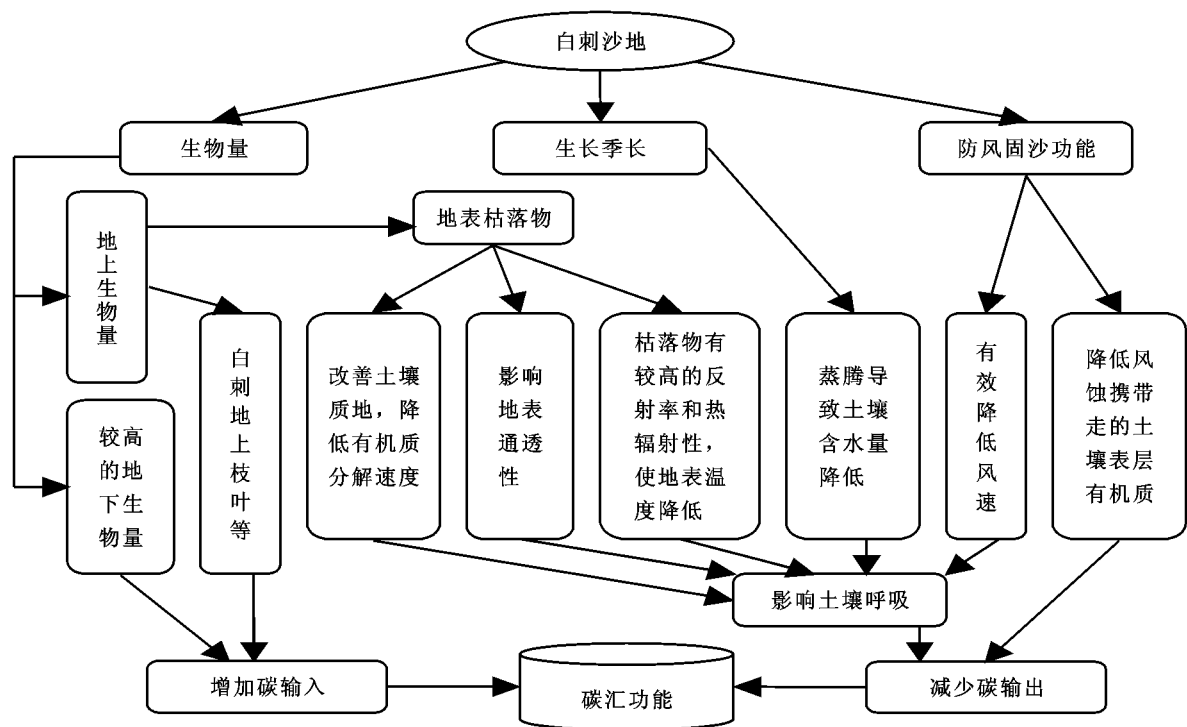 白刺沙地
生物量
生长季长
防风固沙功能
地表枯落物
地上生物量
较高
的地
下生
物量
白刺地上枝叶等
改善土壤
质地，降
低有机质
分解速度
影响
地表
通透
性
枯落物有
较高的反
射率和热
辐射性，
使地表温
度降低
蒸腾导
致土壤
含水量
降低
有效降低风速
降低风
蚀携带
走的土
壤表层
有机质
影响土壤呼吸
增加碳输入
碳汇功能
减少碳输出